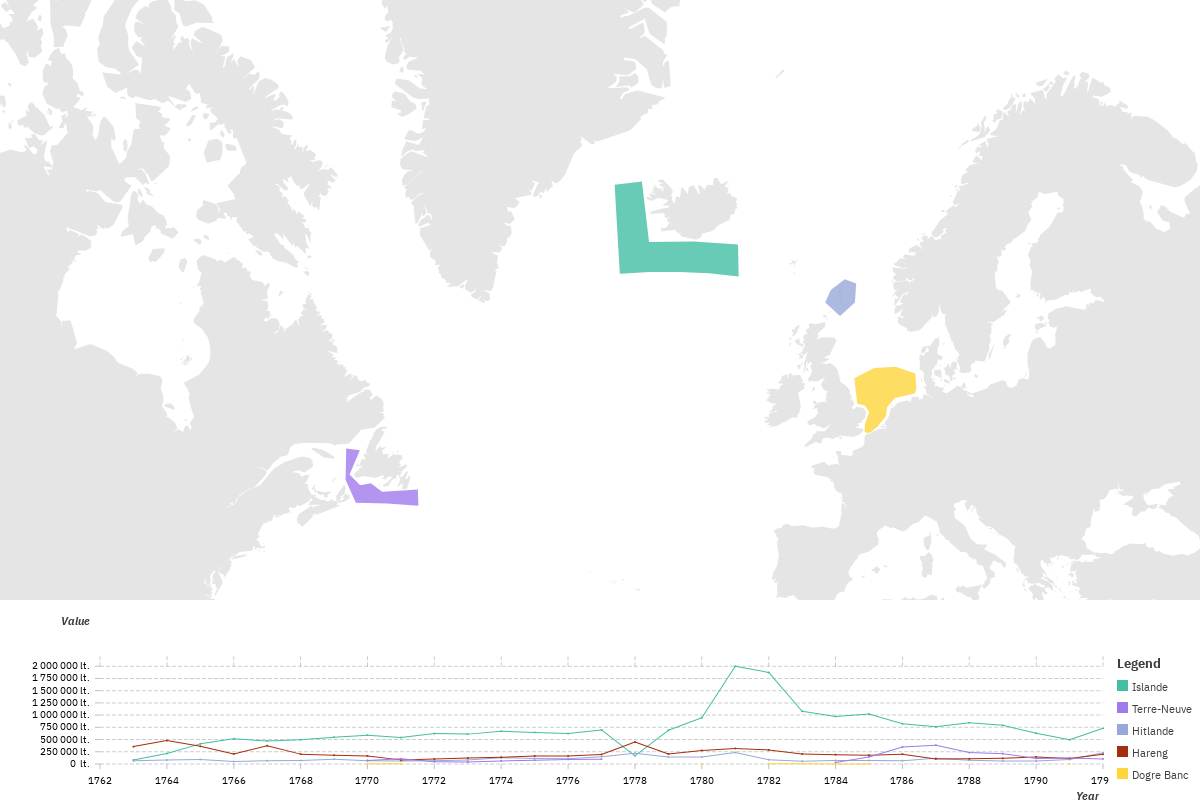 Value
2 000 000 lt.
1 750 000 lt.
1 500 000 lt.
1 250 000 lt.
1 000 000 lt.
750 000 lt.
500 000 lt.
250 000 lt.
0 lt.
1762 1764 1766 1768 1770 1772 1774 1776 1778 1780 1782 1784 1786 1788 1790 179
Year
Legend
Islande
Terre-Neuve
Hitlande
Hareng
Dogre Banc